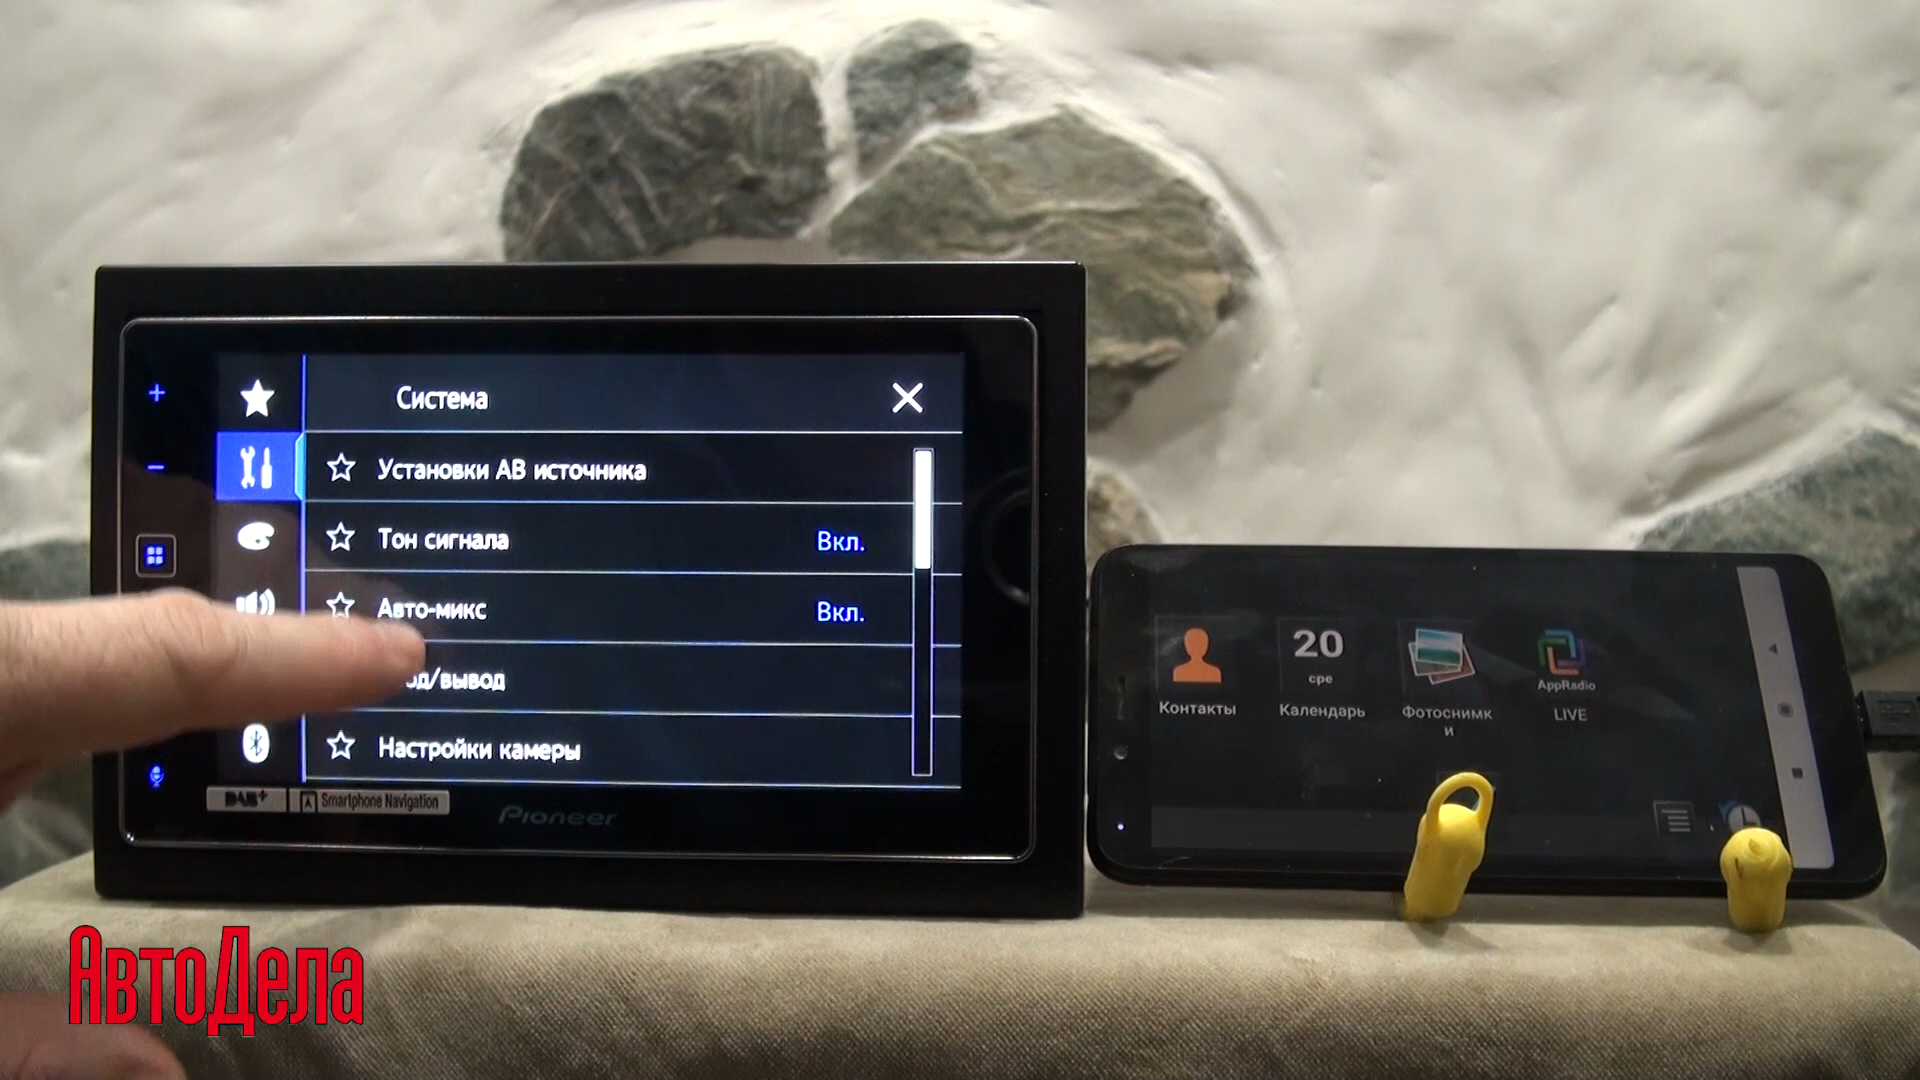 Система
Установки АВ источника
Тон сигнала Вкл.
Авто-микс Вкл.
од/вывод
Настройки камеры
DAB+ Smartphone Navigation
Pioneer
20
сре
AppRadio
Контакты Календарь Фотоснимк
и LIVE
АвтоДела